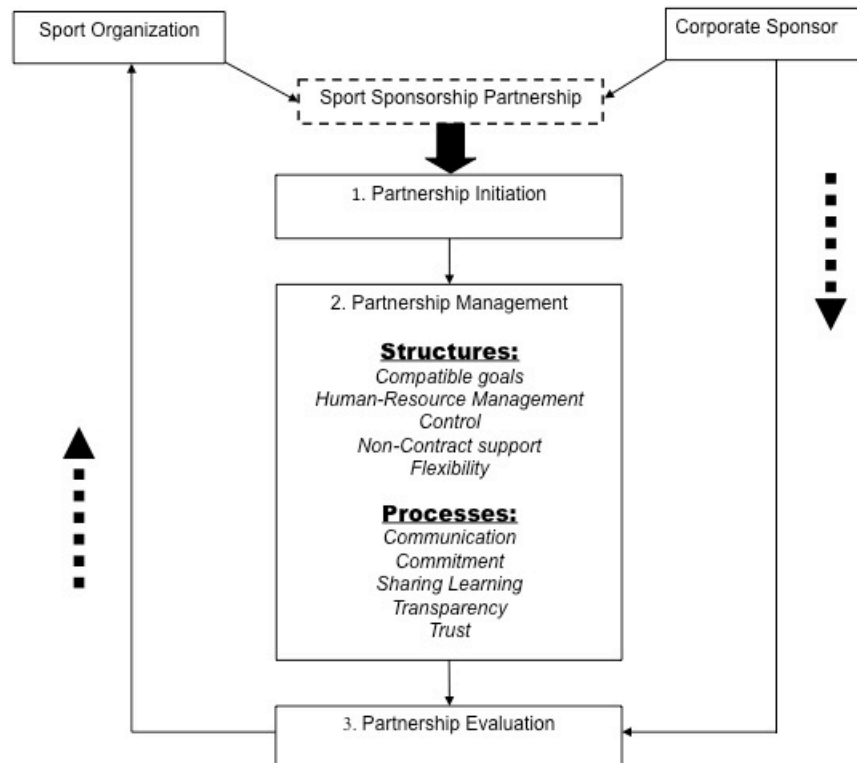 Sport Organization
Corporate Sponsor
Sport Sponsorship Partnership
1. Partnership Initiation
2. Partnership Management
Structures:
Compatible goals
Human-Resource Management
Control
Non-Contract support
Flexibility
Processes:
Communication
Commitment
Sharing Learning
Transparency
Trust
3. Partnership Evaluation